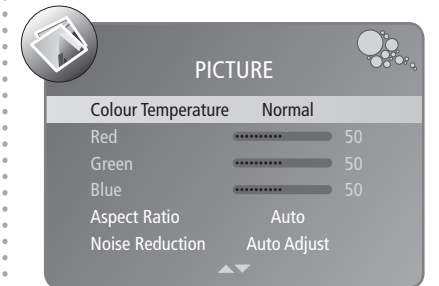 PICTURE
Colour Temperature Normal
Red 50
Green 50
Blue 50
Aspect Ratio Auto
Noise Reduction Auto Adjust